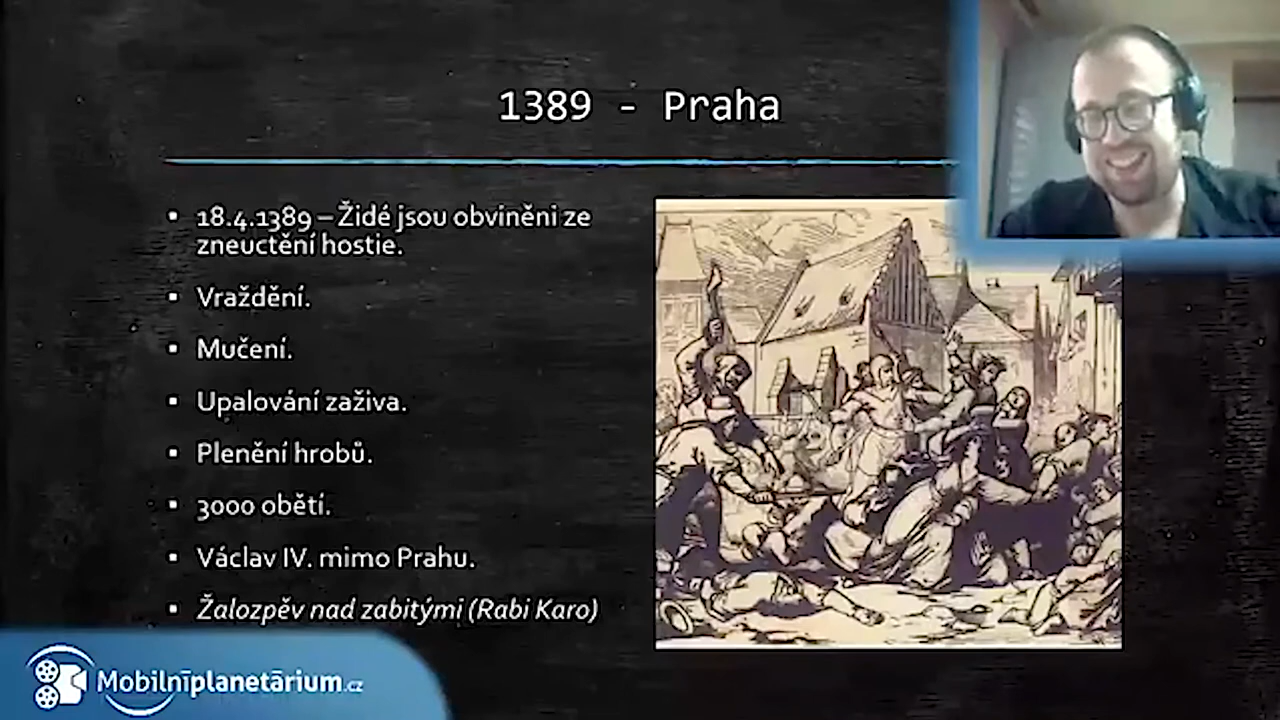 1389 - Praha
▪ 18.4.1389 – Židé jsou obviněni ze
zneuctění hostie.
▪ Vraždění.
▪ Mučení.
▪ Upalování zaživa.
▪ Plenění hrobů.
▪ 3000 obětí.
▪ Václav IV. mimo Prahu.
▪ Žalozpěv nad zabitými (Rabi Karo)
Mobilníplanetárium.cz